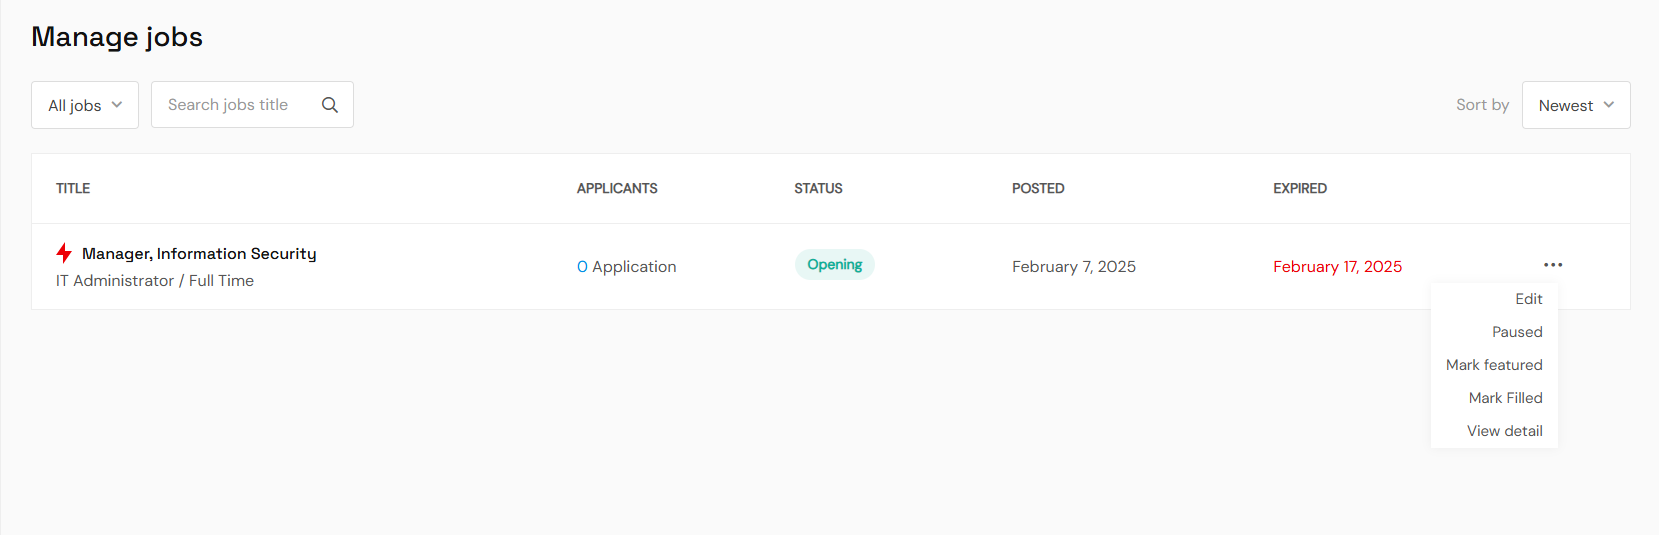 Manage jobs
All jobs
Search jobs title
Sort by
Newest
TITLE APPLICANTS STATUS POSTED EXPIRED
Manager, Information Security
IT Administrator / Full Time
0 Application
Opening
February 7, 2025
February 17, 2025
Edit
Paused
Mark featured
Mark Filled
View detail